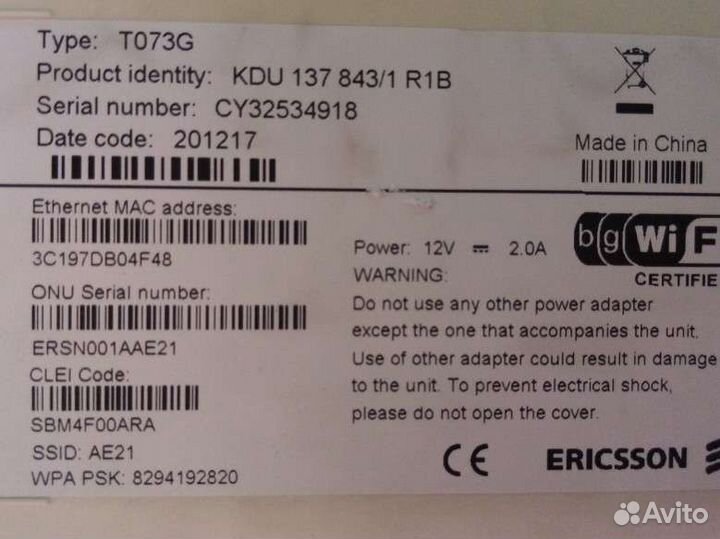 Type: T073G
Product identity: KDU 137 843/1 R1B
Serial number: CY32534918
Date code: 201217
Made in China
Ethernet MAC address:
3C197DB04F48
ONU Serial number:
ERSN001AAE21
CLEI Code:
SBM4F00ARA
SSID: AE21
WPA PSK: 8294192820
Power: 12V ⎓ 2.0A
WARNING:
Do not use any other power adapter
except the one that accompanies the unit.
Use of other adapter could result in damage
to the unit. To prevent electrical shock,
please do not open the cover.
b g WiF
CERTIFIE
CE ERICSSON
Avito